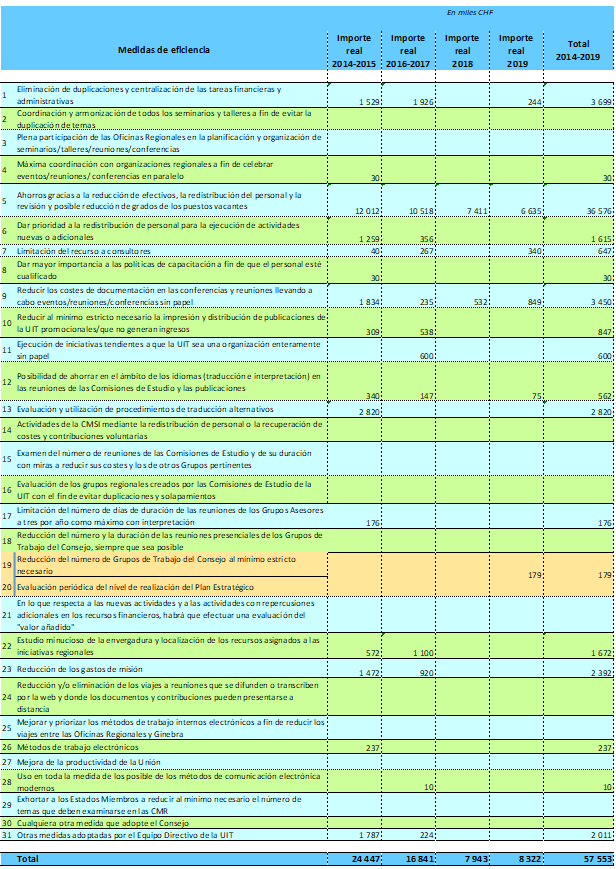 En miles CHF
Medidas de eficiencia
Importe real 2014-2015
Importe real 2016-2017
Importe real 2018
Importe real 2019
Total 2014-2019
1 Eliminación de duplicaciones y centralización de las tareas financieras y
administrativas 1 529 1 926 244 3 699
2 Coordinación y armonización de todos los seminarios y talleres a fin de evitar la
duplicación de temas
3 Plena participación de las Oficinas Regionales en la planificación y organización de
seminarios/talleres/reuniones/conferencias
4 Máxima coordinación con organizaciones regionales a fin de celebrar
eventos/reuniones/ conferencias en paralelo 30 30
5 Ahorros gracias a la reducción de efectivos, la redistribución del personal y la
revisión y posible reducción de grados de los puestos vacantes 12 012 10 518 7 411 6 635 36 576
6 Dar prioridad a la redistribución de personal para la ejecución de actividades
nuevas o adicionales 1 259 356 1 615
7 Limitación del recurso a consultores 40 267 340 647
8 Dar mayor importancia a las políticas de capacitación a fin de que el personal esté
cualificado 30 30
9 Reducir los costes de documentación en las conferencias y reuniones llevando a
cabo eventos/reuniones/conferencias sin papel 1 834 235 532 849 3 450
10 Reducir al mínimo estricto necesario la impresión y distribución de publicaciones de
la UIT promocionales/que no generan ingresos 309 538 847
11 Ejecución de iniciativas tendientes a que la UIT sea una organización enteramente
sin papel 600 600
12 Posibilidad de ahorrar en el ámbito de los idiomas (traducción e interpretación) en
las reuniones de las Comisiones de Estudio y las publicaciones 340 147 75 562
13 Evaluación y utilización de procedimientos de traducción alternativos 2 820 2 820
14 Actividades de la CMSI mediante la redistribución de personal o la recuperación de
costes y contribuciones voluntarias
15 Examen del número de reuniones de las Comisiones de Estudio y de su duración
con miras a reducir sus costes y los de otros Grupos pertinentes
16 Evaluación de los grupos regionales creados por las Comisiones de Estudio de la
UIT con el fin de evitar duplicaciones y solapamientos
17 Limitación del número de días de duración de las reuniones de los Grupos Asesores
a tres por año como máximo con interpretación 176 176
18 Reducción del número y la duración de las reuniones presenciales de los Grupos de
Trabajo del Consejo, siempre que sea posible
19 Reducción del número de Grupos de Trabajo del Consejo al mínimo estricto
necesario 179 179
20 Evaluación periódica del nivel de realización del Plan Estratégico
21 En lo que respecta a las nuevas actividades y a las actividades con repercusiones
adicionales en los recursos financieros, habrá que efectuar una evaluación del
"valor añadido"
22 Estudio minucioso de la envergadura y localización de los recursos asignados a las
iniciativas regionales 572 1 100 1 672
23 Reducción de los gastos de misión 1 472 920 2 392
24 Reducción y/o eliminación de los viajes a reuniones que se difunden o transcriben
por la web y donde los documentos y contribuciones pueden presentarse a
distancia
25 Mejorar y priorizar los métodos de trabajo internos electrónicos a fin de reducir los
viajes entre las Oficinas Regionales y Ginebra
26 Métodos de trabajo electrónicos 237 237
27 Mejora de la productividad de la Unión
28 Uso en toda la medida de los posible de los métodos de comunicación electrónica
modernos 10 10
29 Exhortar a los Estados Miembros a reducir al mínimo necesario el número de
temas que deben examinarse en las CMR
30 Cualquiera otra medida que adopte el Consejo
31 Otras medidas adoptadas por el Equipo Directivo de la UIT 1 787 224 2 011
Total 24 447 16 841 7 943 8 322 57 553